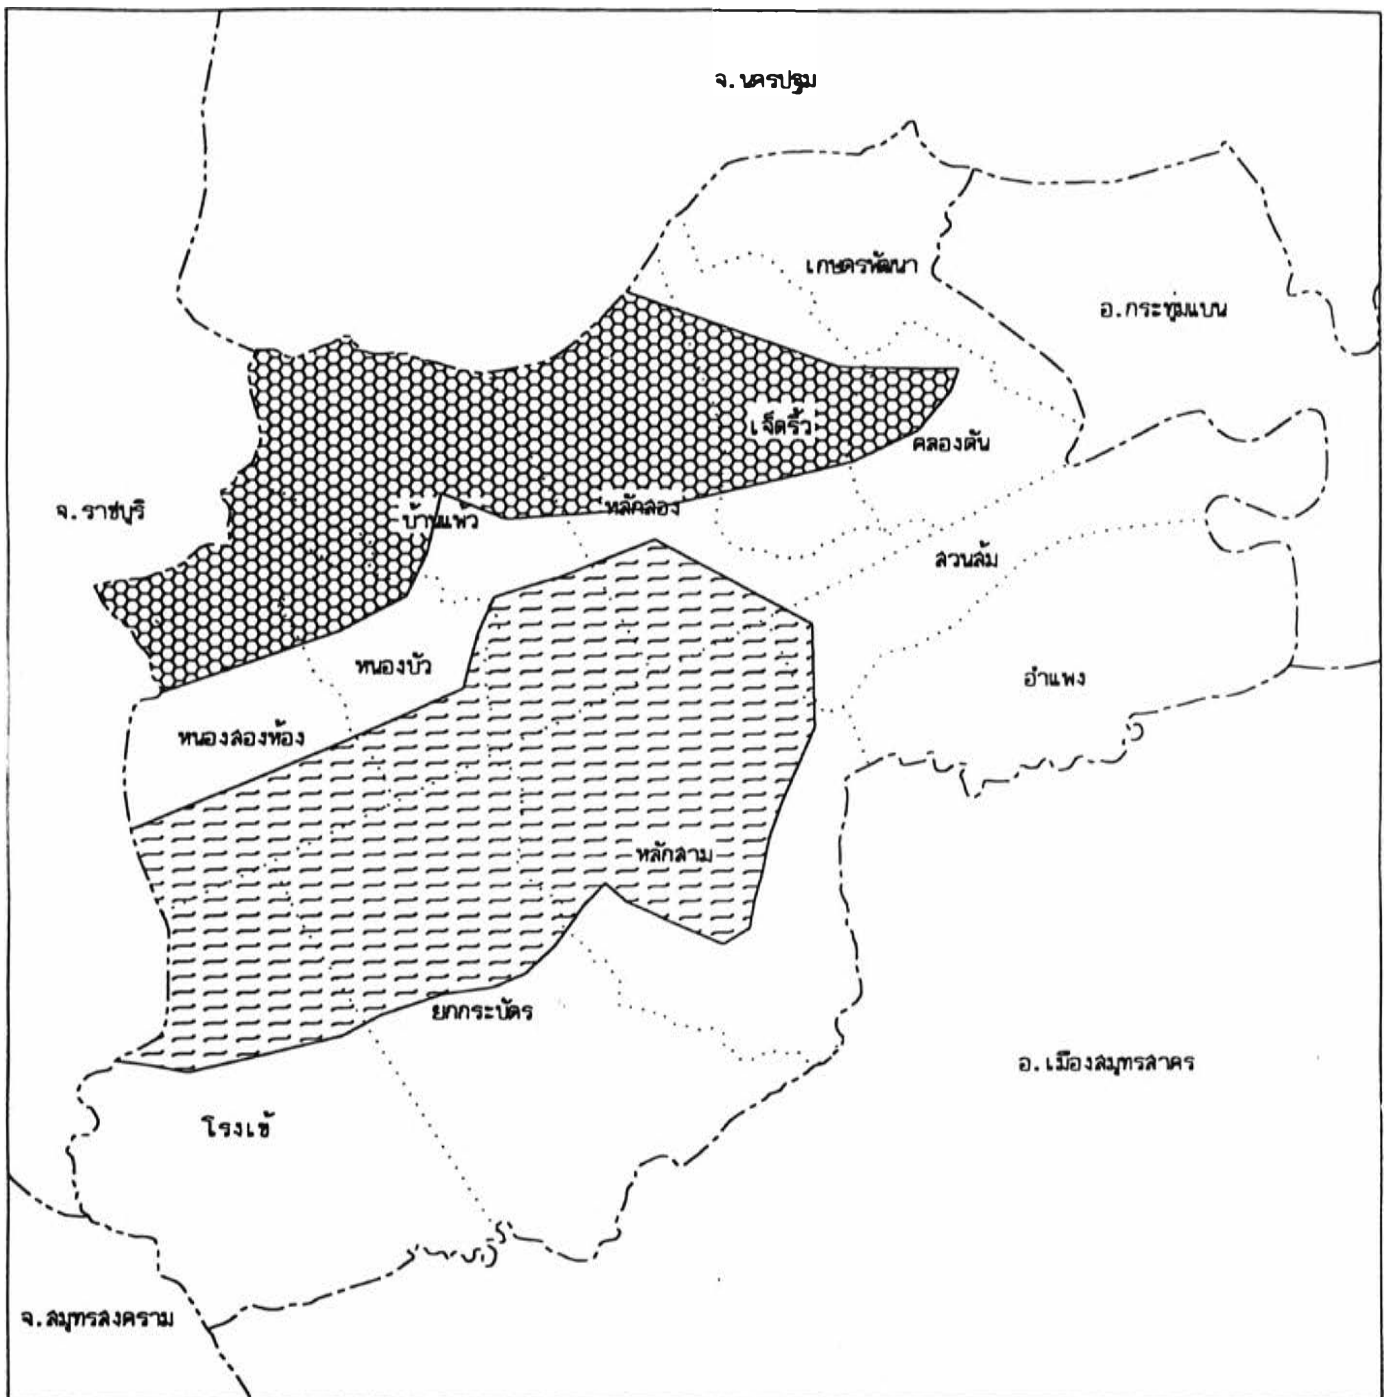 จ.นครปฐม
เกษตรพัฒนา
อ.กระทุ่มแบน
เจ็ดริ้ว
คลองตัน
จ.ราชบุรี
บ้านแพ้ว
หลักสอง
สวนส้ม
หนองบัว
อำแพง
หนองสองห้อง
หลักสาม
ยกกระบัตร
อ.เมืองสมุทรสาคร
โรงเข้
จ.สมุทรสงคราม